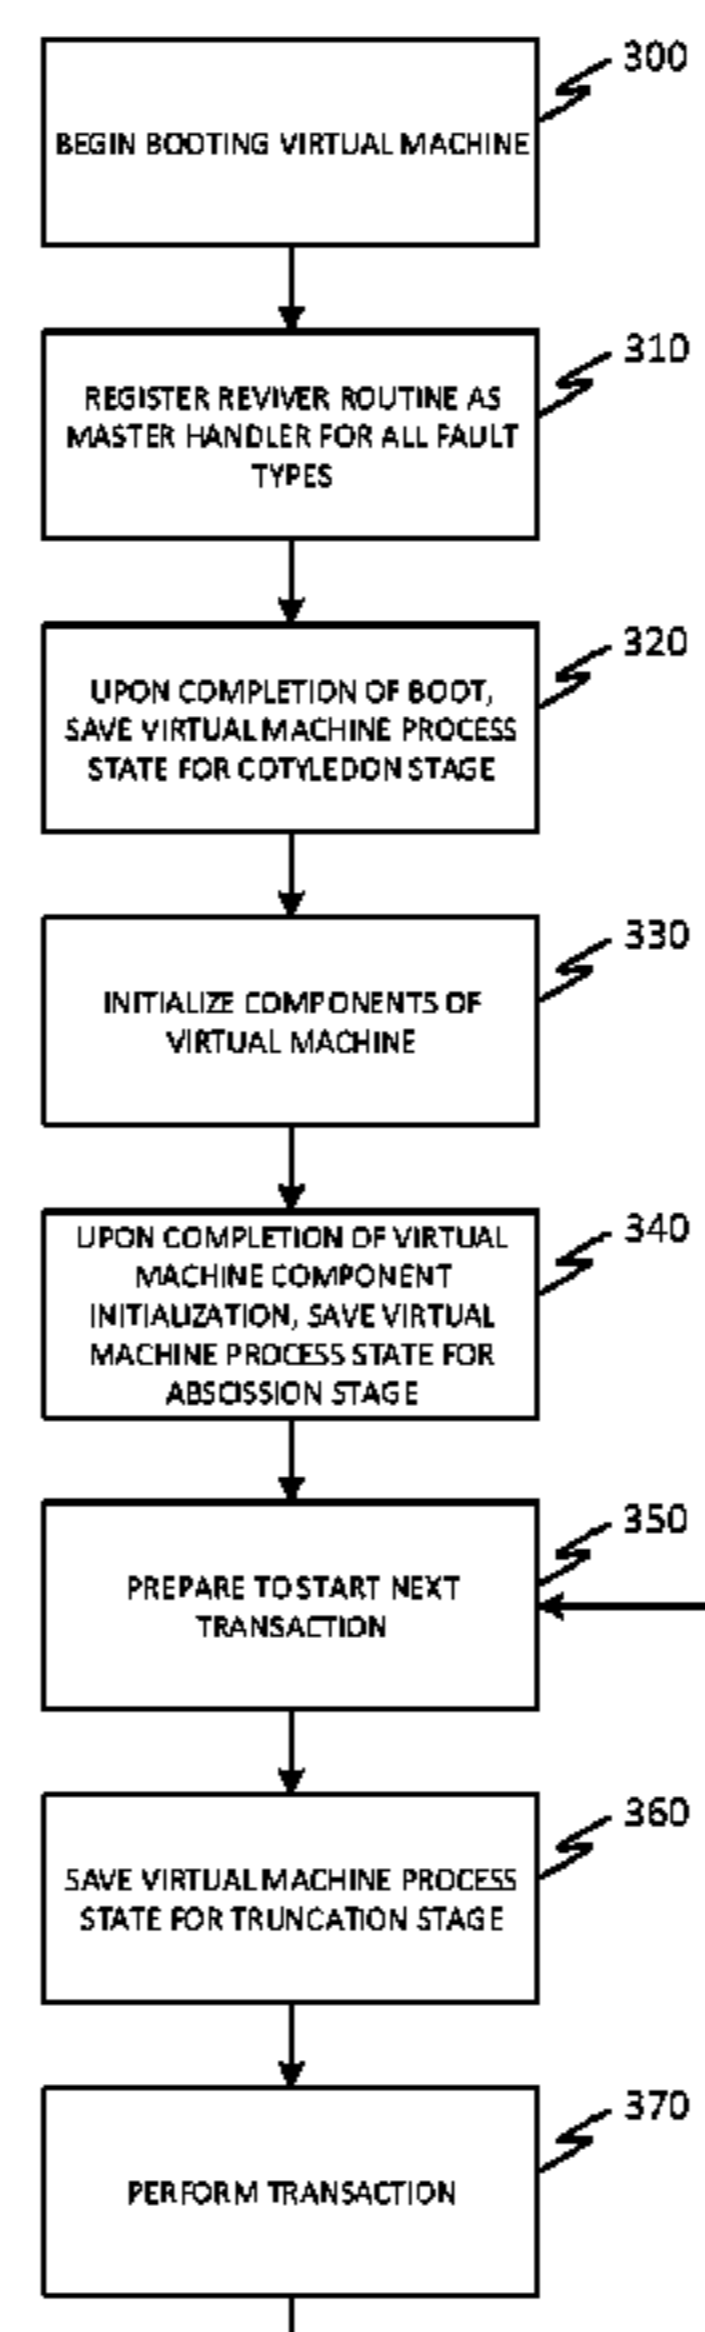 300
BEGIN BOOTING VIRTUAL MACHINE
310
REGISTER REVIVER ROUTINE AS
MASTER HANDLER FOR ALL FAULT
TYPES
320
UPON COMPLETION OF BOOT,
SAVE VIRTUAL MACHINE PROCESS
STATE FOR COTYLEDON STAGE
330
INITIALIZE COMPONENTS OF
VIRTUAL MACHINE
340
UPON COMPLETION OF VIRTUAL
MACHINE COMPONENT
INITIALIZATION, SAVE VIRTUAL
MACHINE PROCESS STATE FOR
ABSCISSION STAGE
350
PREPARE TO START NEXT
TRANSACTION
360
SAVE VIRTUAL MACHINE PROCESS
STATE FOR TRUNCATION STAGE
370
PERFORM TRANSACTION